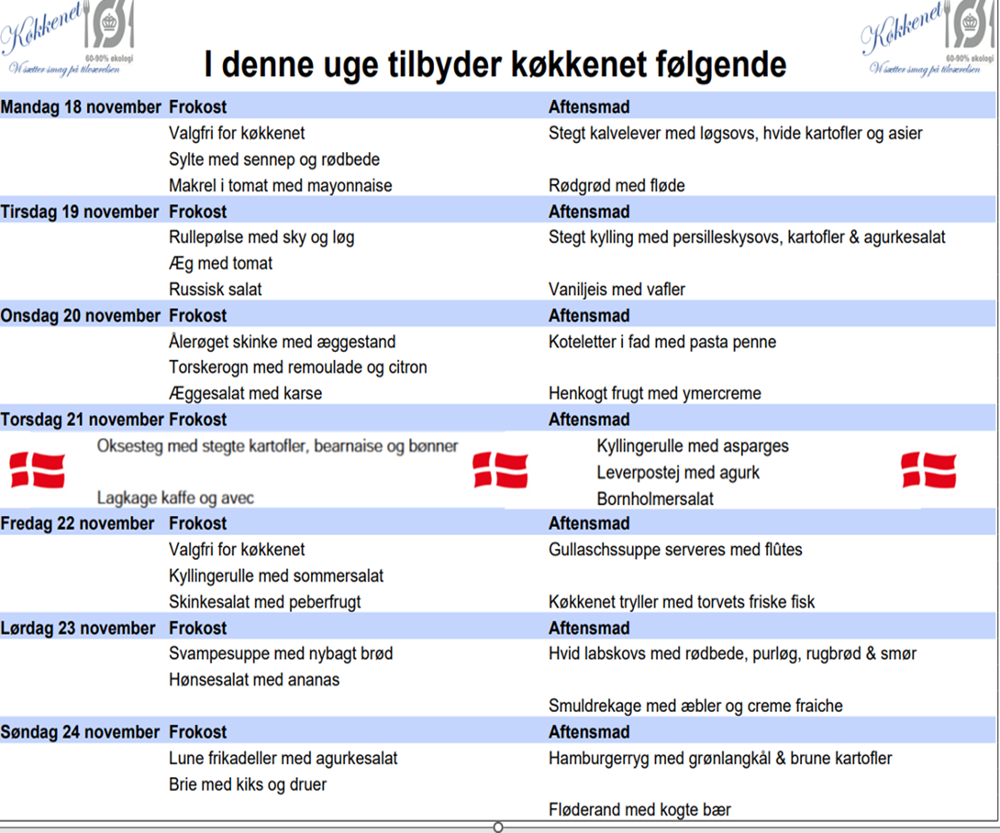 Køkkenet
60-90% økologi
Vi sætter smag på tilværelsen
I denne uge tilbyder køkkenet følgende
Køkkenet
60-90% økologi
Vi sætter smag på tilværelsen
Mandag 18 november Frokost Aftensmad
Valgfri for køkkenet Stegt kalvelever med løgsovs, hvide kartofler og asier
Sylte med sennep og rødbede
Makrel i tomat med mayonnaise Rødgrød med fløde
Tirsdag 19 november Frokost Aftensmad
Rullepølse med sky og løg Stegt kylling med persilleskysovs, kartofler & agurkesalat
Æg med tomat
Russisk salat Vaniljeis med vafler
Onsdag 20 november Frokost Aftensmad
Ålerøget skinke med æggestand Koteletter i fad med pasta penne
Torskerogn med remoulade og citron
Æggesalat med karse Henkogt frugt med ymercreme
Torsdag 21 november Frokost Aftensmad
Oksesteg med stegte kartofler, bearnaise og bønner Kyllingerulle med asparges
Leverpostej med agurk
Lagkage kaffe og avec Bornholmersalat
Fredag 22 november Frokost Aftensmad
Valgfri for køkkenet Gullaschssuppe serveres med flûtes
Kyllingerulle med sommersalat
Skinkesalat med peberfrugt Køkkenet tryller med torvets friske fisk
Lørdag 23 november Frokost Aftensmad
Svampesuppe med nybagt brød Hvid labskovs med rødbede, purløg, rugbrød & smør
Hønsesalat med ananas
Smuldrekage med æbler og creme fraiche
Søndag 24 november Frokost Aftensmad
Lune frikadeller med agurkesalat Hamburgerryg med grønlangkål & brune kartofler
Brie med kiks og druer
Fløderand med kogte bær